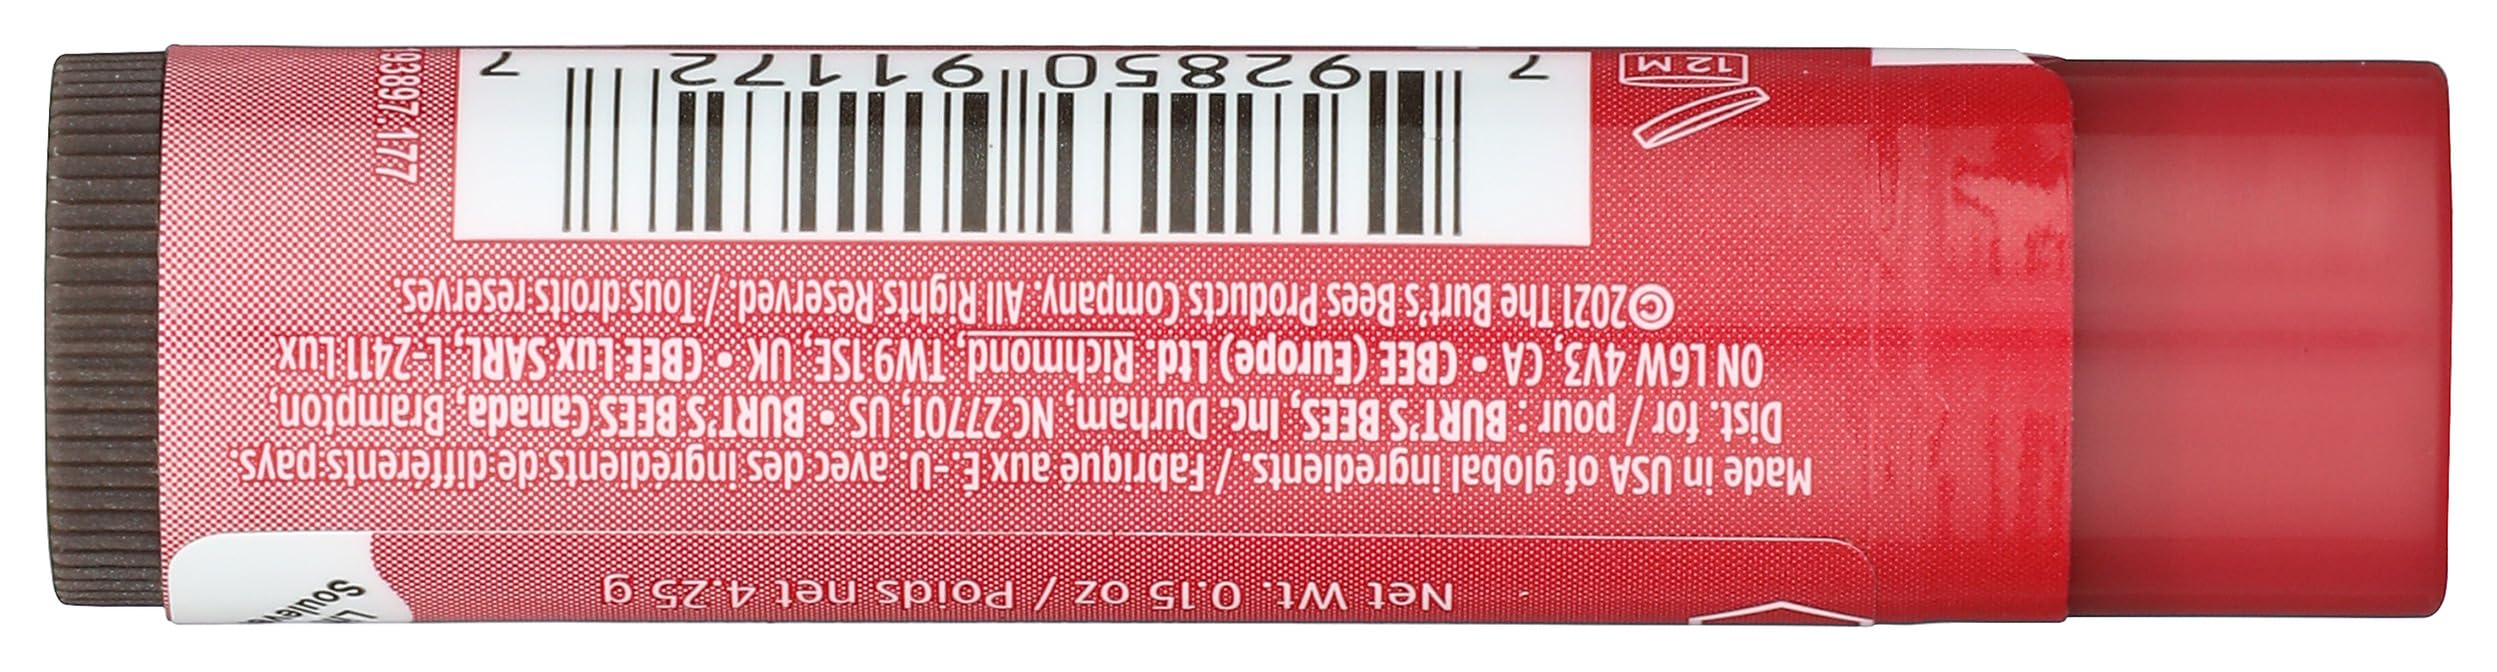 Net Wt. 0.15 oz / Poids net 4.25 g
Made in USA of global ingredients. / Fabriqué aux É.-U. avec des ingrédients de différents pays.
Dist. for / pour : BURT'S BEES, Inc. Durham, NC 27701, US • BURT'S BEES Canada, Brampton,
ON L6W 4V3, CA • CBEE (Europe) Ltd. Richmond, TW9 1SE, UK • CBEE Lux SARL, L-2411 Lux
©2021 The Burt's Bees Products Company. All Rights Reserved. / Tous droits réservés.
12 M
7 92850 91172 7
19397.177